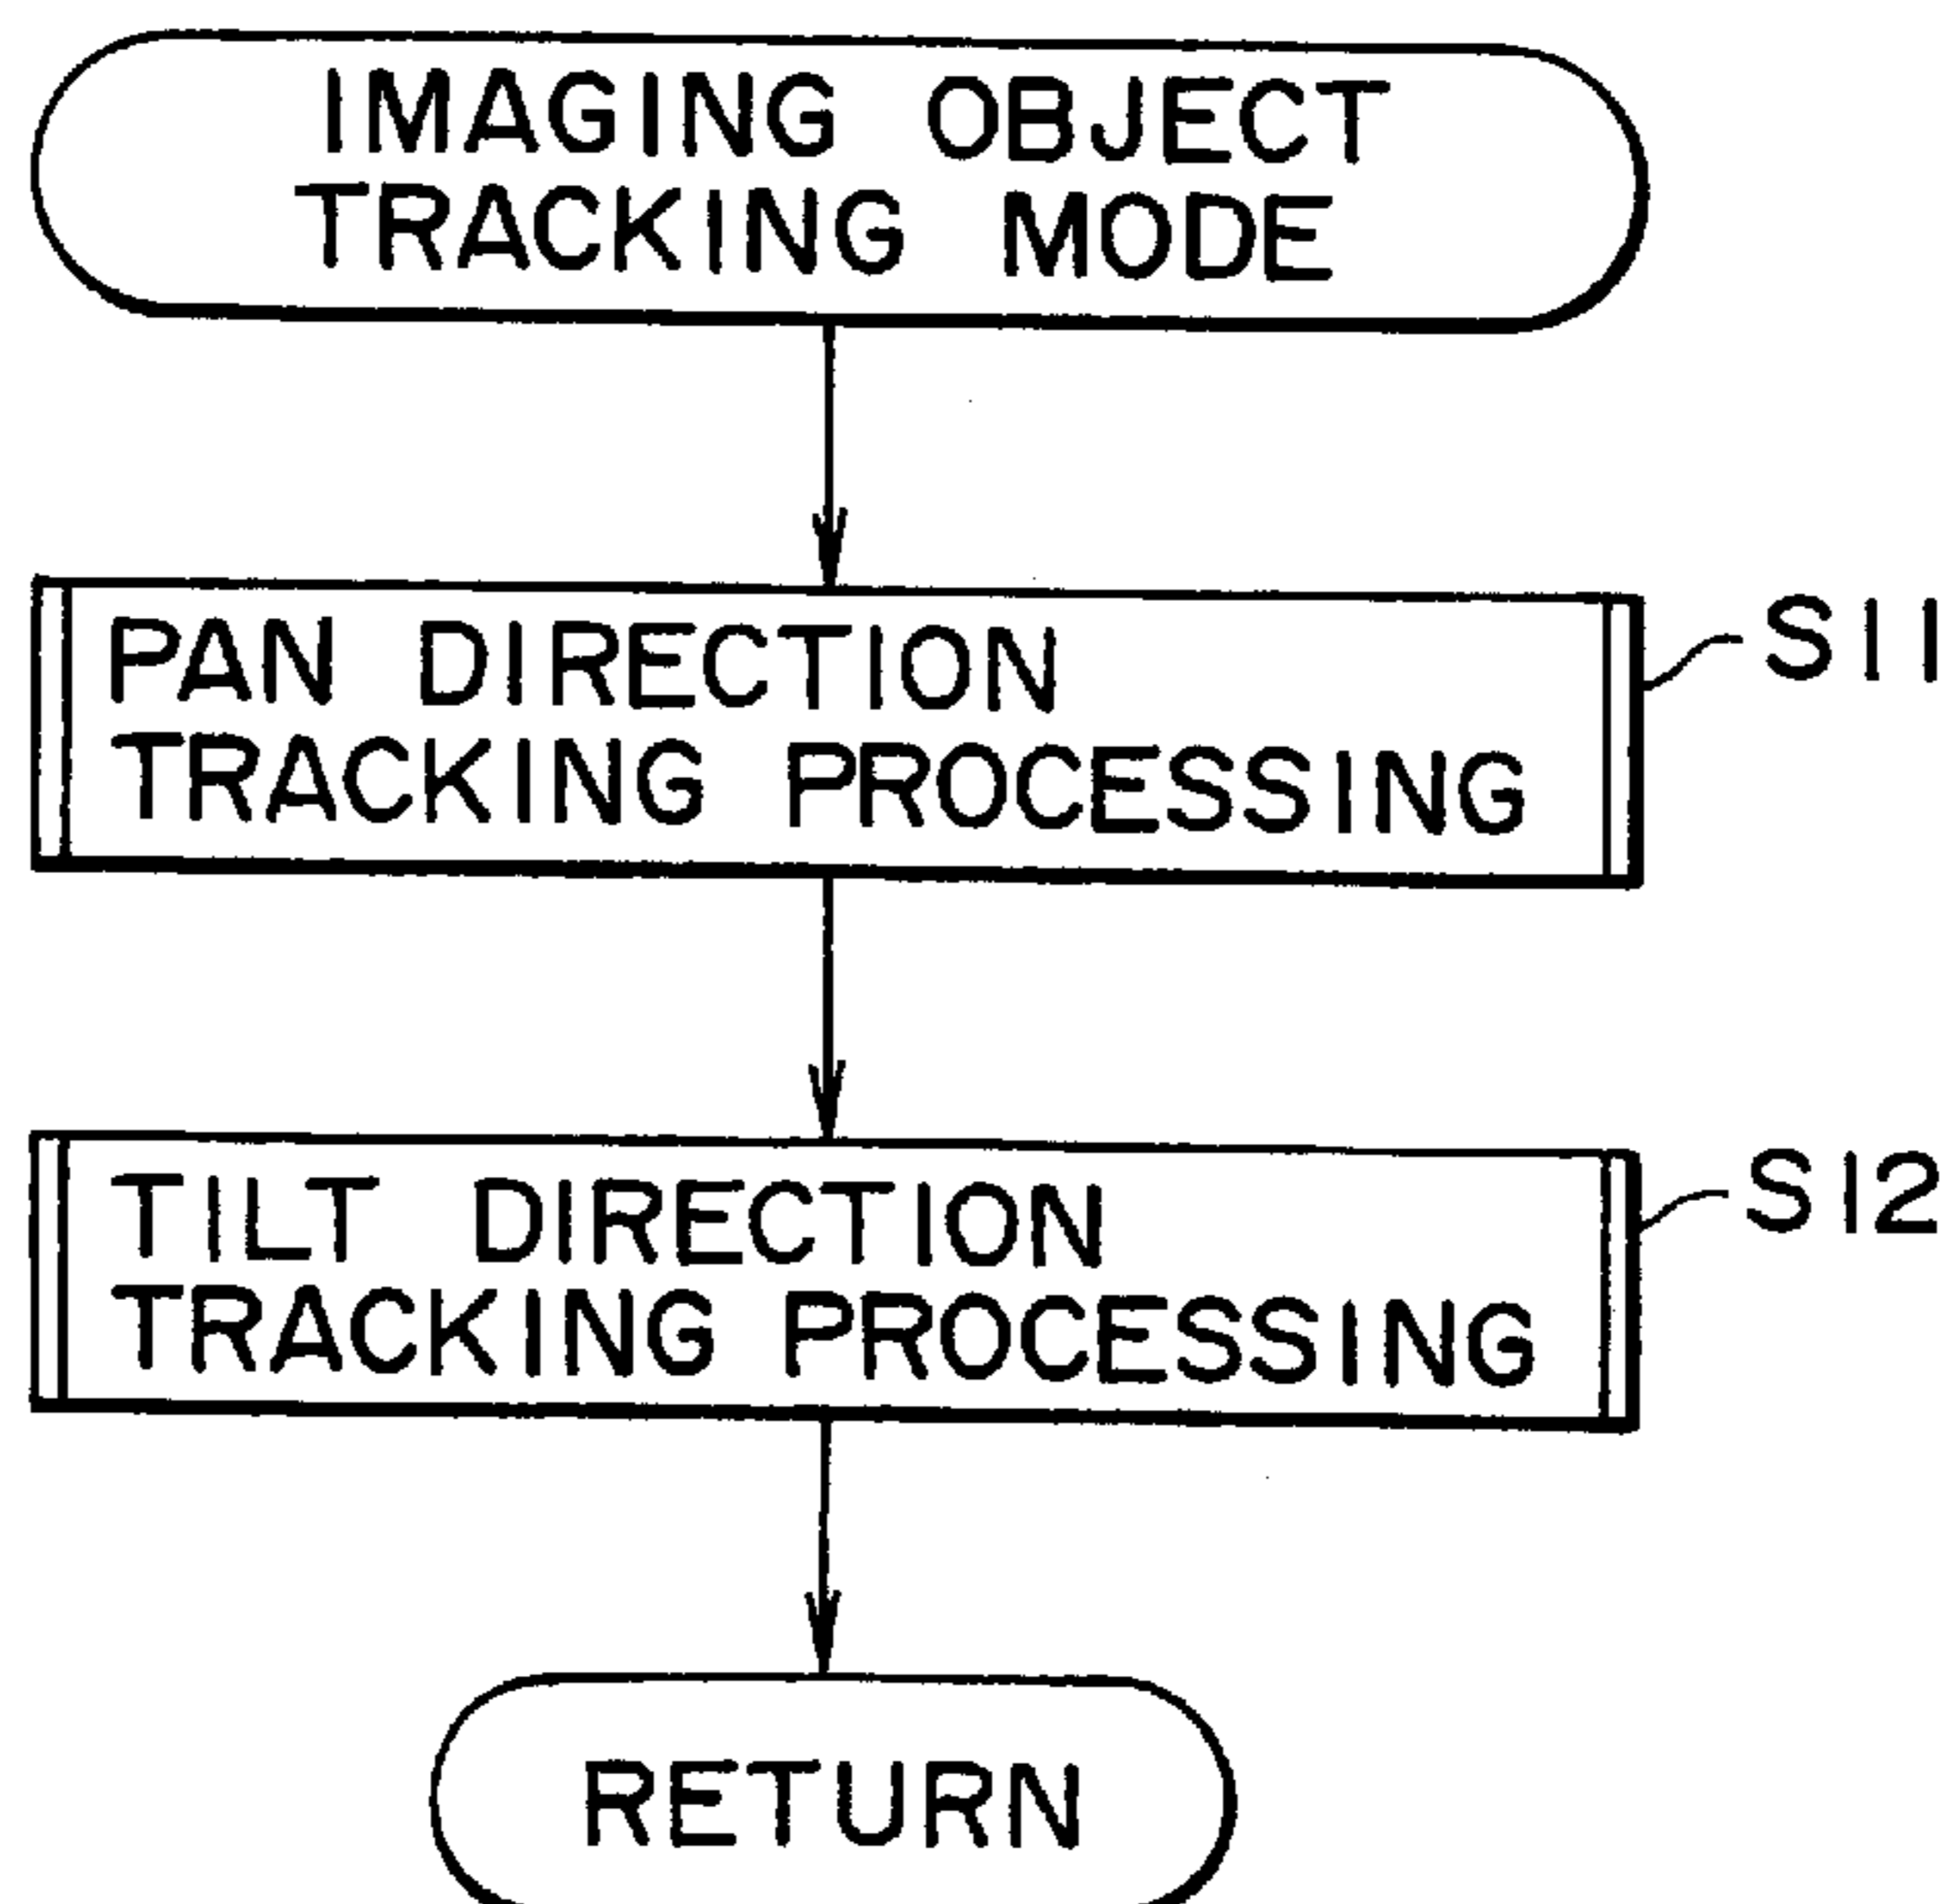 IMAGING OBJECT
TRACKING MODE
PAN DIRECTION
TRACKING PROCESSING
S11
TILT DIRECTION
TRACKING PROCESSING
S12
RETURN